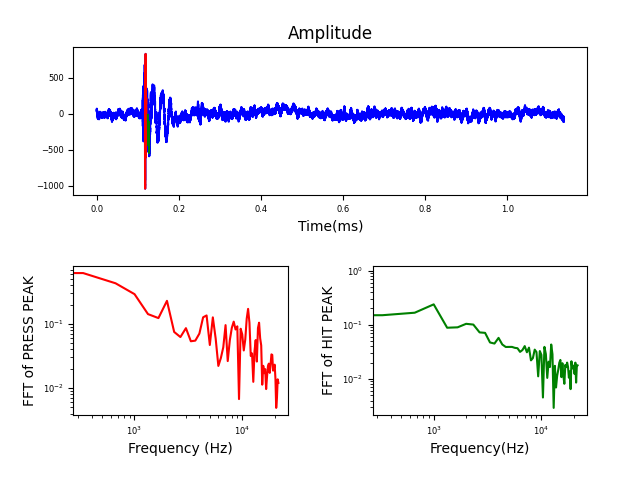 Amplitude
500
0
−500
−1000
0.0 0.2 0.4 0.6 0.8 1.0
Time(ms)
FFT of PRESS PEAK
10⁻¹
10⁻²
10³ 10⁴
Frequency (Hz)
FFT of HIT PEAK
10⁰
10⁻¹
10⁻²
10³ 10⁴
Frequency(Hz)